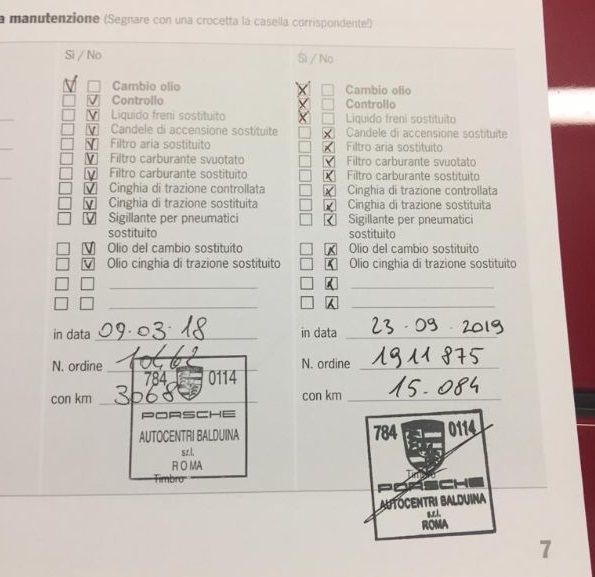 a manutenzione (Segnare con una crocetta la casella corrispondente!)
Sì / No
Cambio olio
Controllo
Liquido freni sostituito
Candele di accensione sostituite
Filtro aria sostituito
Filtro carburante svuotato
Filtro carburante sostituito
Cinghia di trazione controllata
Cinghia di trazione sostituita
Sigillante per pneumatici
sostituito
Olio del cambio sostituito
Olio cinghia di trazione sostituito
in data 09.03.18
N. ordine 10462
con km 3068
784 0114
PORSCHE
AUTOCENTRI BALDUINA
s.r.l.
ROMA
Timbro
Sì / No
Cambio olio
Controllo
Liquido freni sostituito
Candele di accensione sostituite
Filtro aria sostituito
Filtro carburante svuotato
Filtro carburante sostituito
Cinghia di trazione controllata
Cinghia di trazione sostituita
Sigillante per pneumatici
sostituito
Olio del cambio sostituito
Olio cinghia di trazione sostituito
in data 23.09.2019
N. ordine 1911875
con km 15.084
784 0114
Timbro
PORSCHE
AUTOCENTRI BALDUINA
s.r.l.
ROMA
7